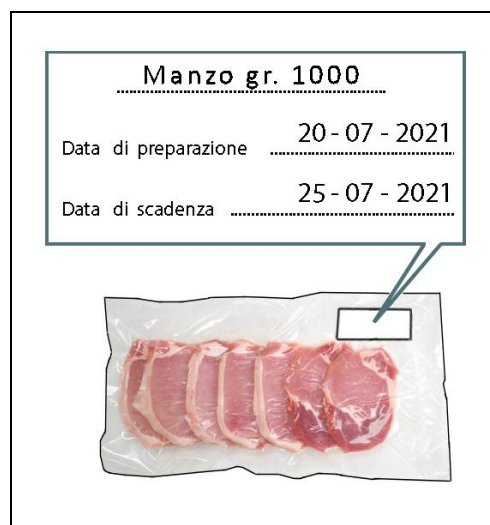 Manzo gr. 1000
Data di preparazione 20 - 07 - 2021
Data di scadenza 25 - 07 - 2021